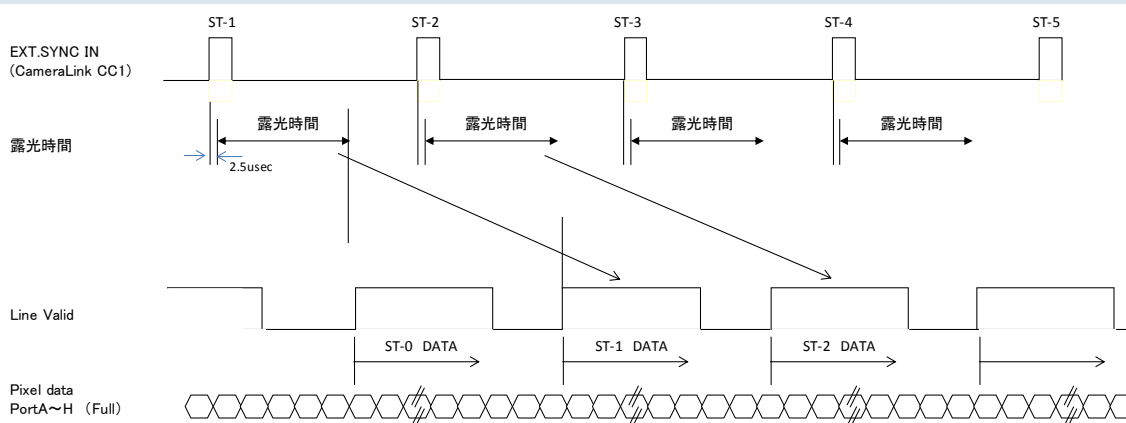 ST-1 ST-2 ST-3 ST-4 ST-5
EXT.SYNC IN
(CameraLink CC1)
露光時間 露光時間 露光時間 露光時間
露光時間
2.5usec
Line Valid
ST-0 DATA ST-1 DATA ST-2 DATA
Pixel data
PortA~H (Full)